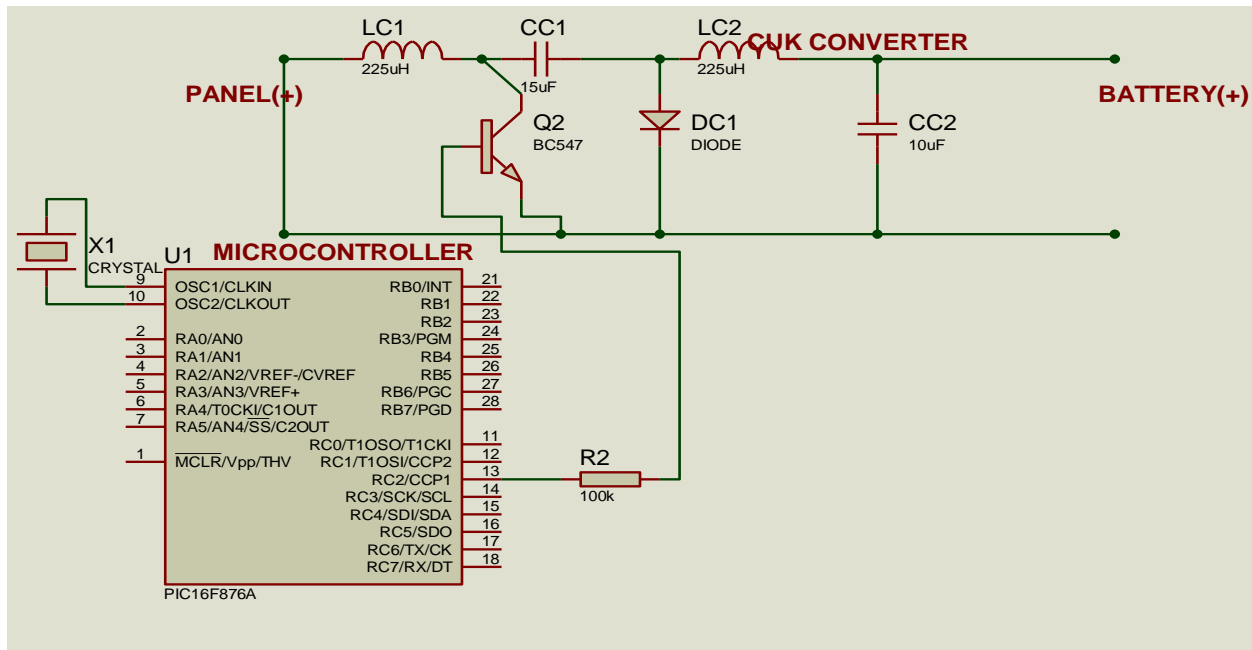 LC1
225uH
CC1
15uF
LC2
225uH
CUK CONVERTER
PANEL(+)
BATTERY(+)
Q2
BC547
DC1
DIODE
CC2
10uF
X1
CRYSTAL
U1
MICROCONTROLLER
9 OSC1/CLKIN
10 OSC2/CLKOUT
2 RA0/AN0
3 RA1/AN1
4 RA2/AN2/VREF-/CVREF
5 RA3/AN3/VREF+
6 RA4/T0CKI/C1OUT
7 RA5/AN4/SS/C2OUT
1 MCLR/Vpp/THV
RB0/INT 21
RB1 22
RB2 23
RB3/PGM 24
RB4 25
RB5 26
RB6/PGC 27
RB7/PGD 28
RC0/T1OSO/T1CKI 11
RC1/T1OSI/CCP2 12
RC2/CCP1 13
RC3/SCK/SCL 14
RC4/SDI/SDA 15
RC5/SDO 16
RC6/TX/CK 17
RC7/RX/DT 18
PIC16F876A
R2
100k